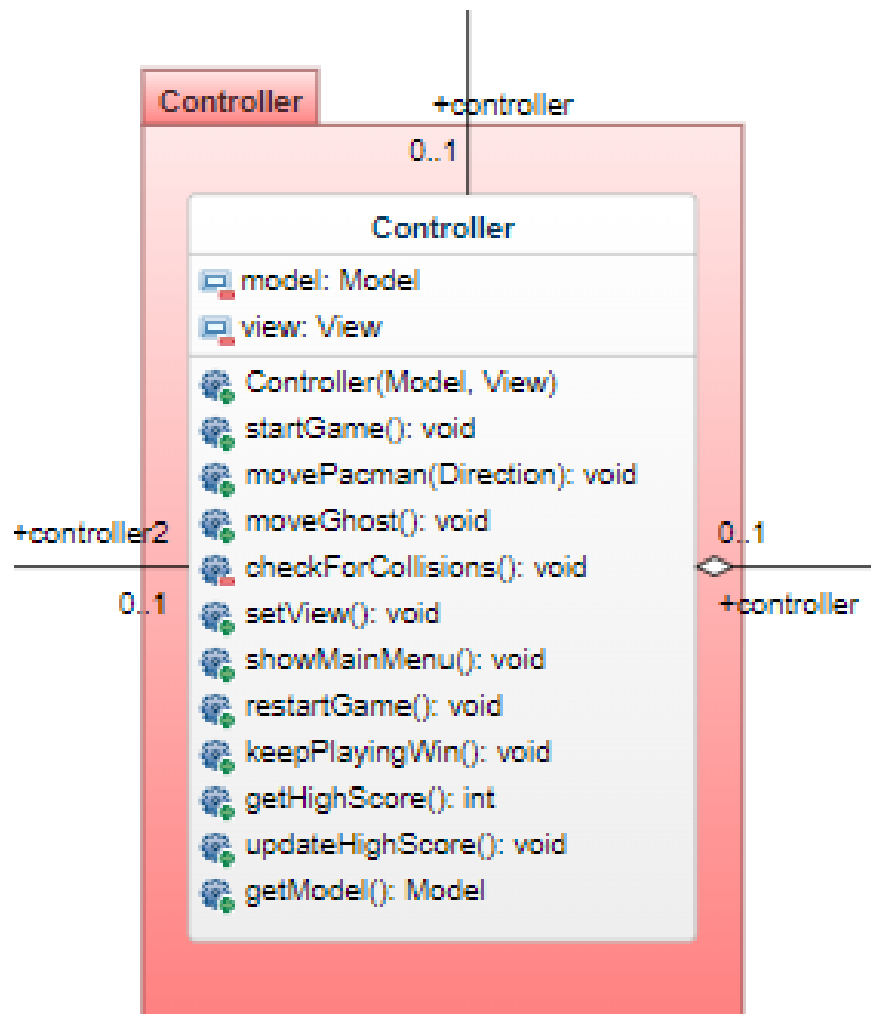 Controller
+controller
0..1
Controller
model: Model
view: View
Controller(Model, View)
startGame(): void
movePacman(Direction): void
moveGhost(): void
+controller2
0..1
checkForCollisions(): void
0..1
+controller
setView(): void
showMainMenu(): void
restartGame(): void
keepPlayingWin(): void
getHighScore(): int
updateHighScore(): void
getModel(): Model